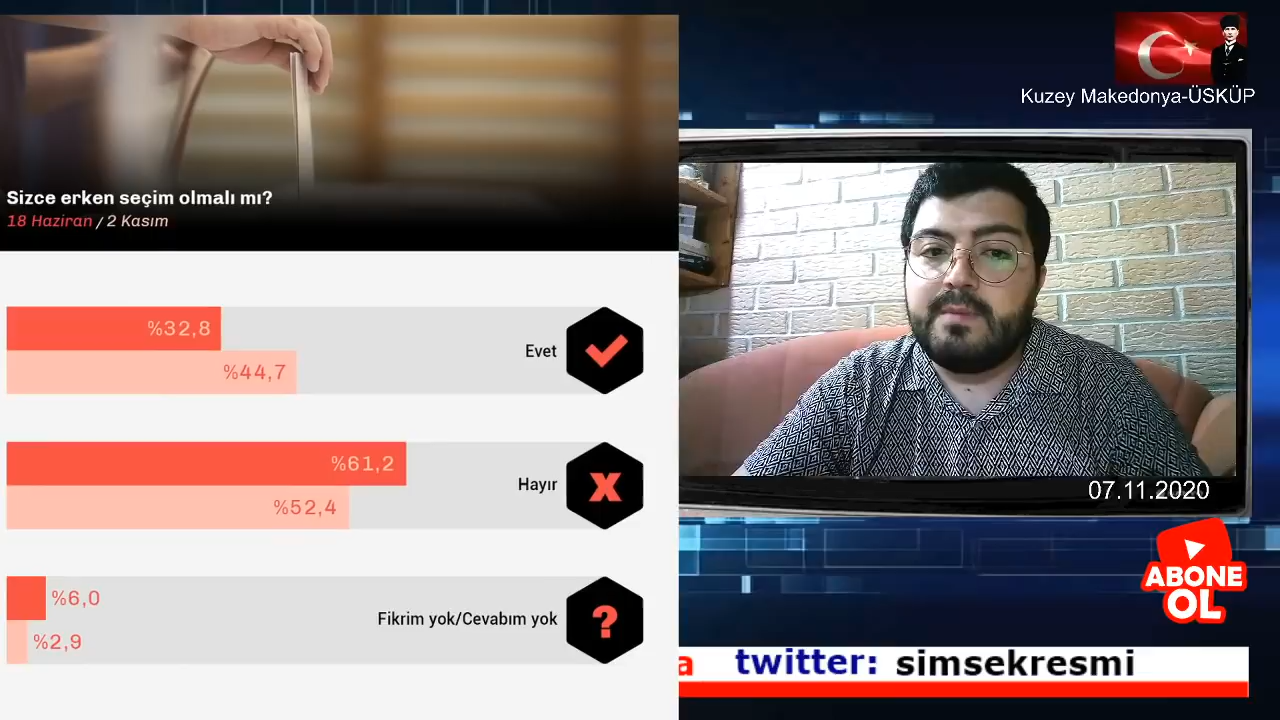 Sizce erken seçim olmalı mı?
18 Haziran / 2 Kasım
%32,8
Evet
%44,7
%61,2
Hayır
%52,4
%6,0
Fikrim yok/Cevabım yok
%2,9
Kuzey Makedonya-ÜSKÜP
07.11.2020
ABONE
OL
a twitter: simsekresmi